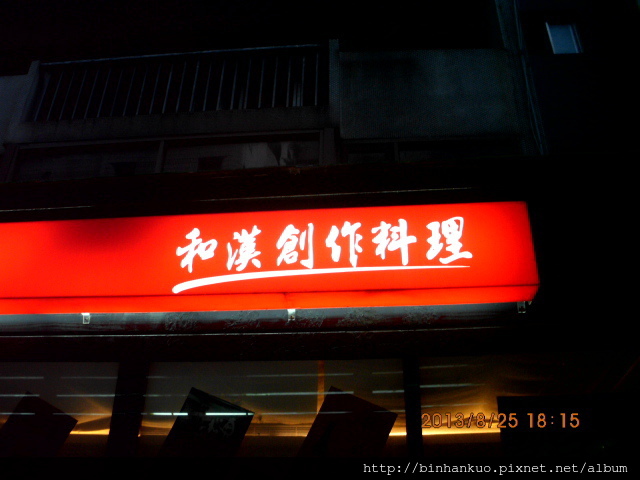 和漢創作料理
2013/8/25 18:15
http://binhankuo.pixnet.net/album